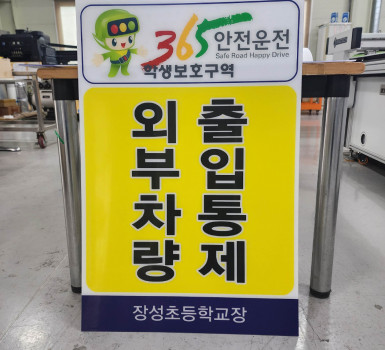 365 안전운전
Safe Road Happy Drive
학생보호구역
외부차량
출입통제
장성초등학교장